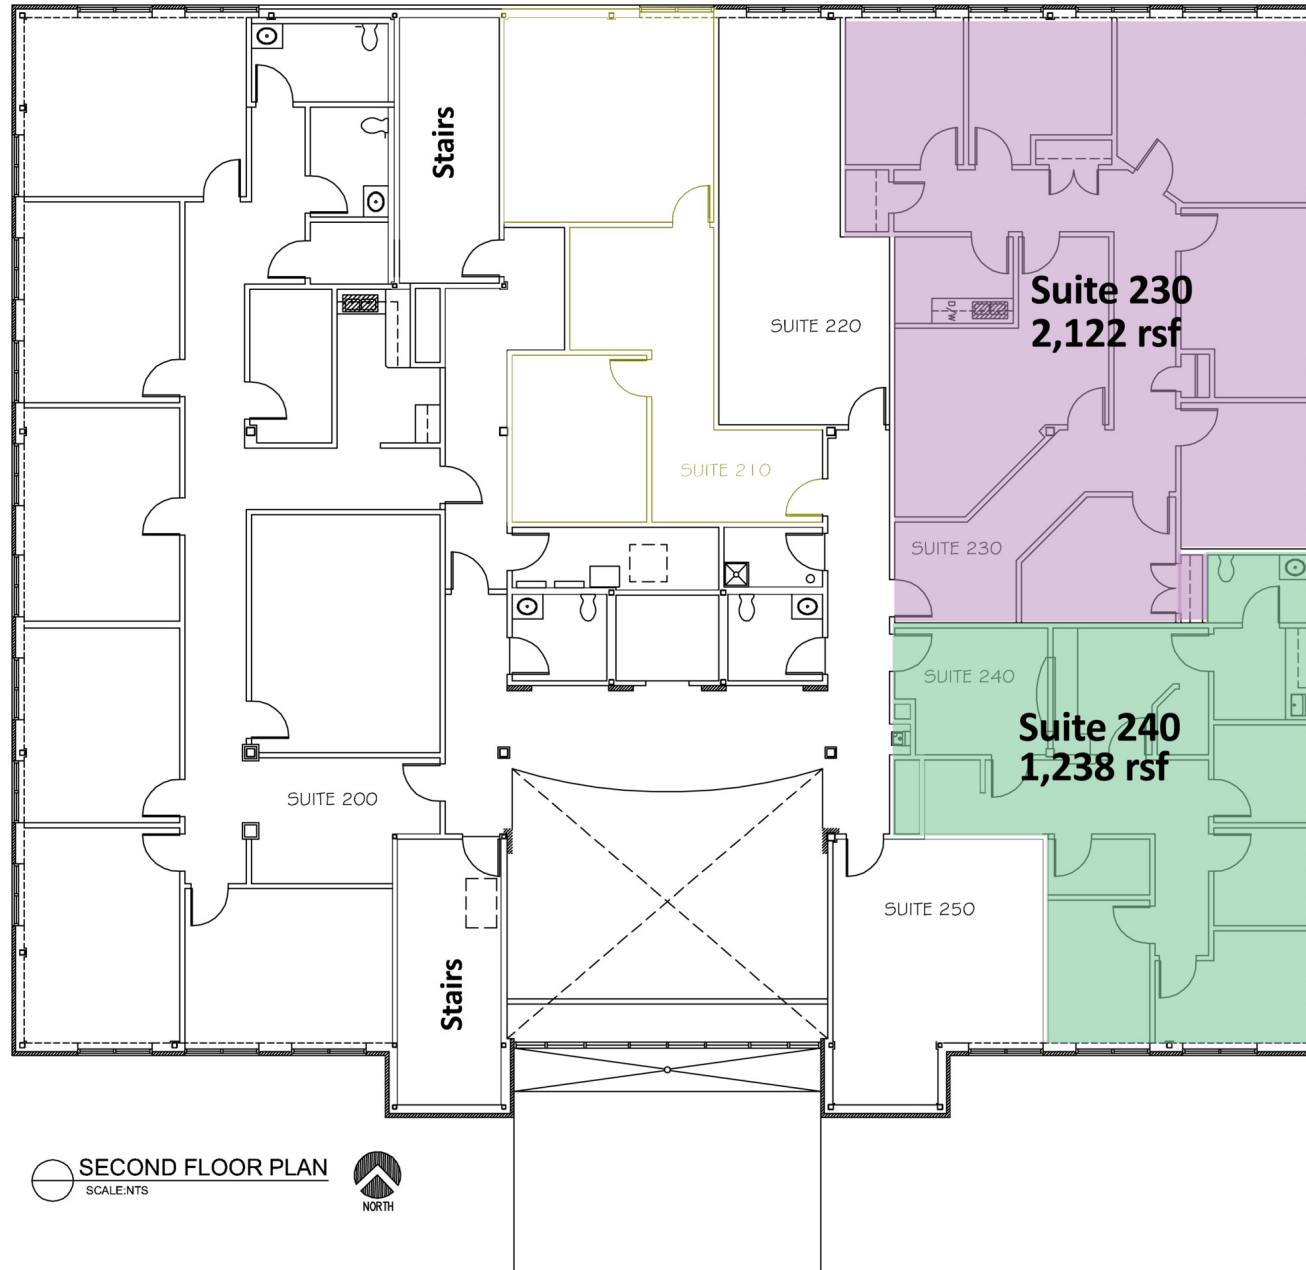 Stairs
Suite 230
2,122 rsf
SUITE 220
SUITE 210
D/W
SUITE 230
SUITE 240
Suite 240
1,238 rsf
SUITE 200
SUITE 250
Stairs
SECOND FLOOR PLAN
SCALE:NTS
NORTH